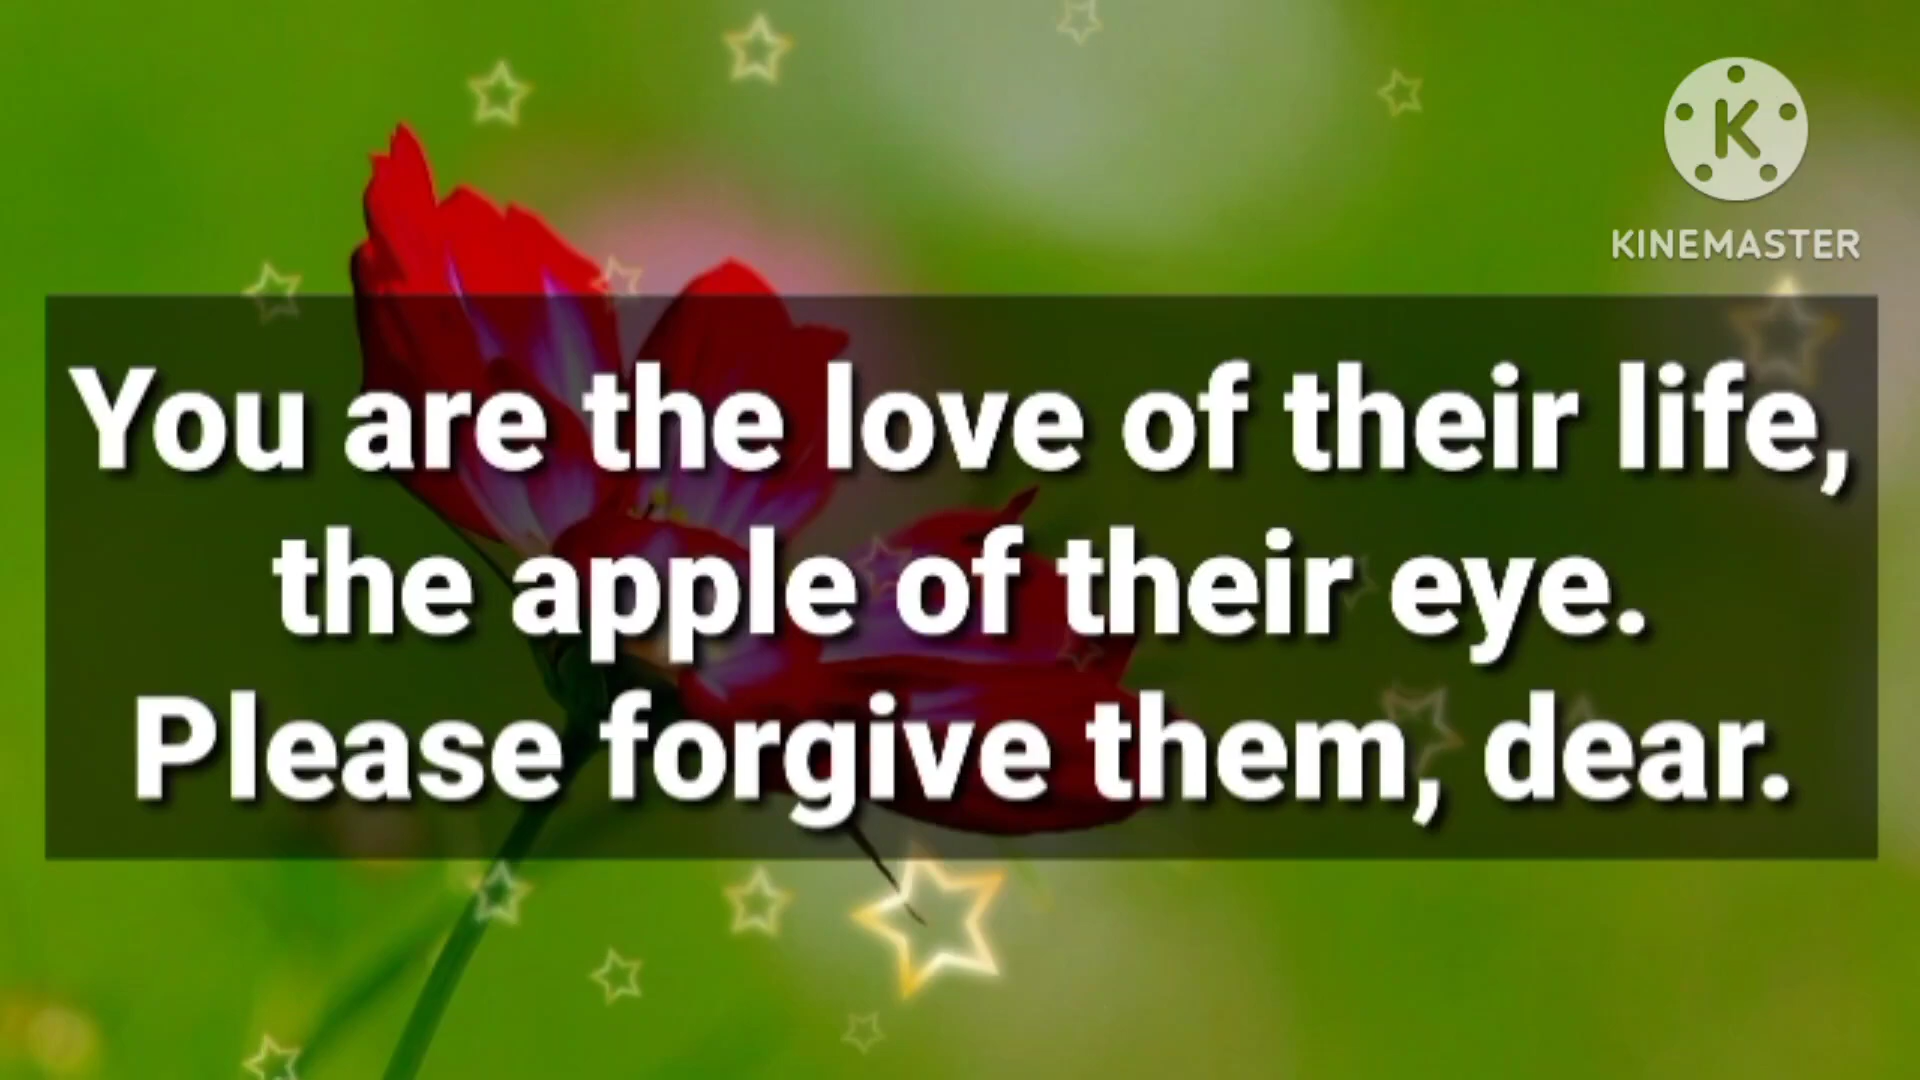 K
KINEMASTER
You are the love of their life,
the apple of their eye.
Please forgive them, dear.